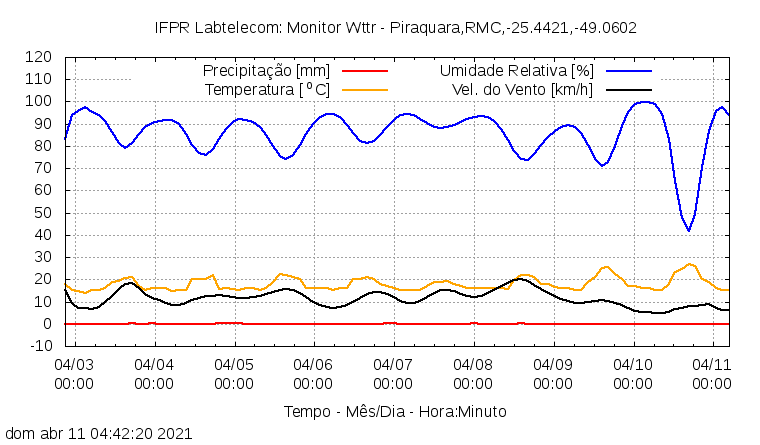 IFPR Labtelecom: Monitor Wttr - Piraquara,RMC,-25.4421,-49.0602
Precipitação [mm]
Temperatura [⁰C]
Umidade Relativa [%]
Vel. do Vento [km/h]
120
110
100
90
80
70
60
50
40
30
20
10
0
-10
04/03 04/04 04/05 04/06 04/07 04/08 04/09 04/10 04/11
00:00 00:00 00:00 00:00 00:00 00:00 00:00 00:00 00:00
Tempo - Mês/Dia - Hora:Minuto
dom abr 11 04:42:20 2021